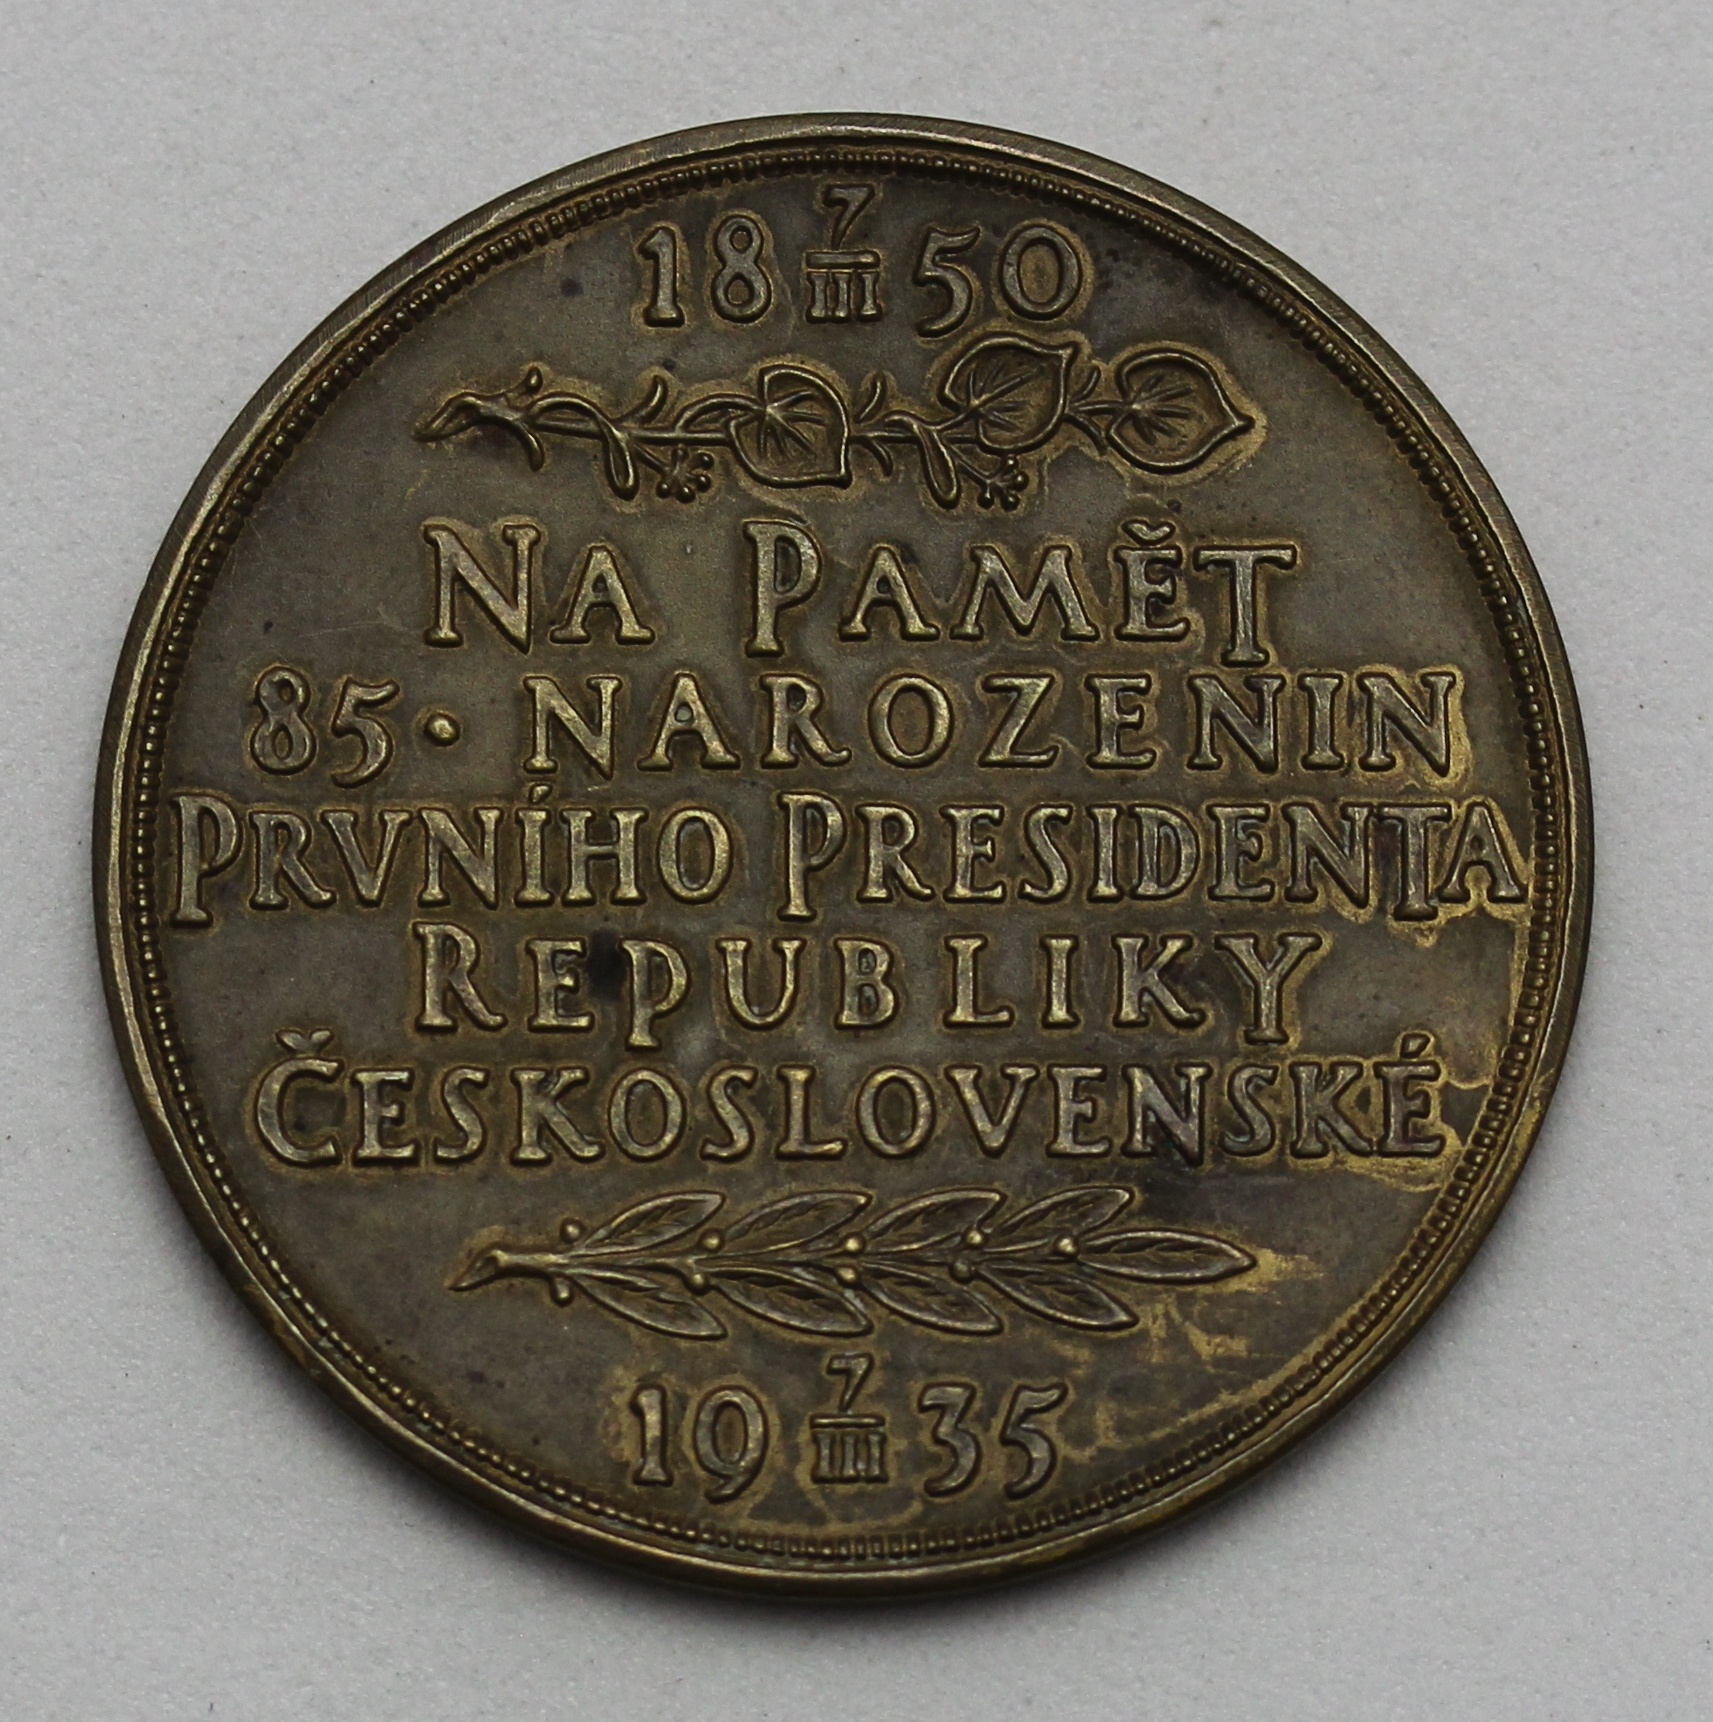 18 7/III 50
NA PAMĚT
85. NAROZENIN
PRVNÍHO PRESIDENTA
REPUBLIKY
ČESKOSLOVENSKÉ
19 7/III 35